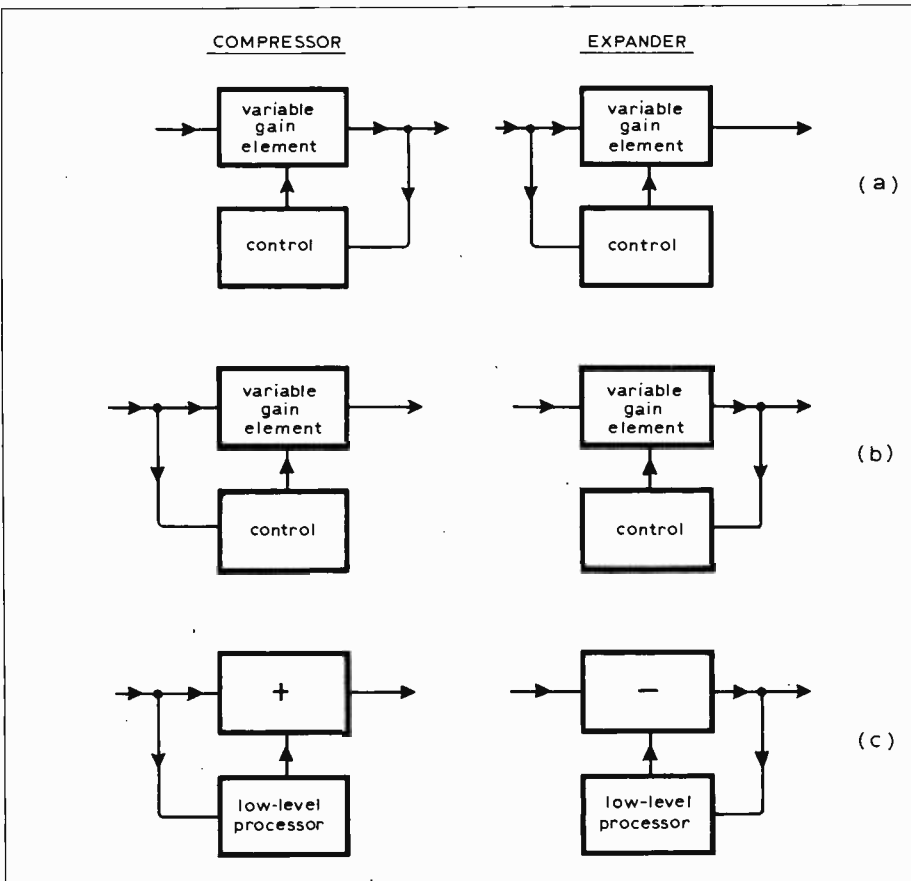 COMPRESSOR
EXPANDER
variable
gain
element
control
variable
gain
element
control
(a)
variable
gain
element
control
variable
gain
element
control
(b)
+
low-level
processor
−
low-level
processor
(c)